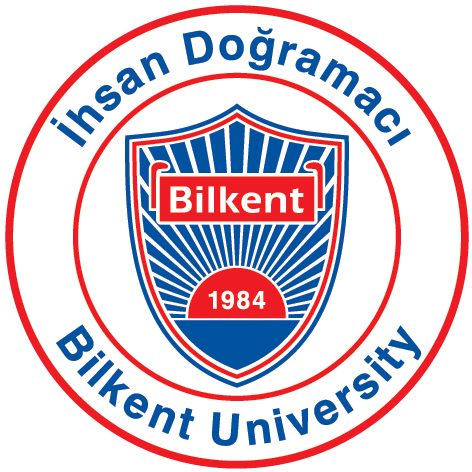 İhsan Doğramacı
Bilkent
1984
Bilkent University